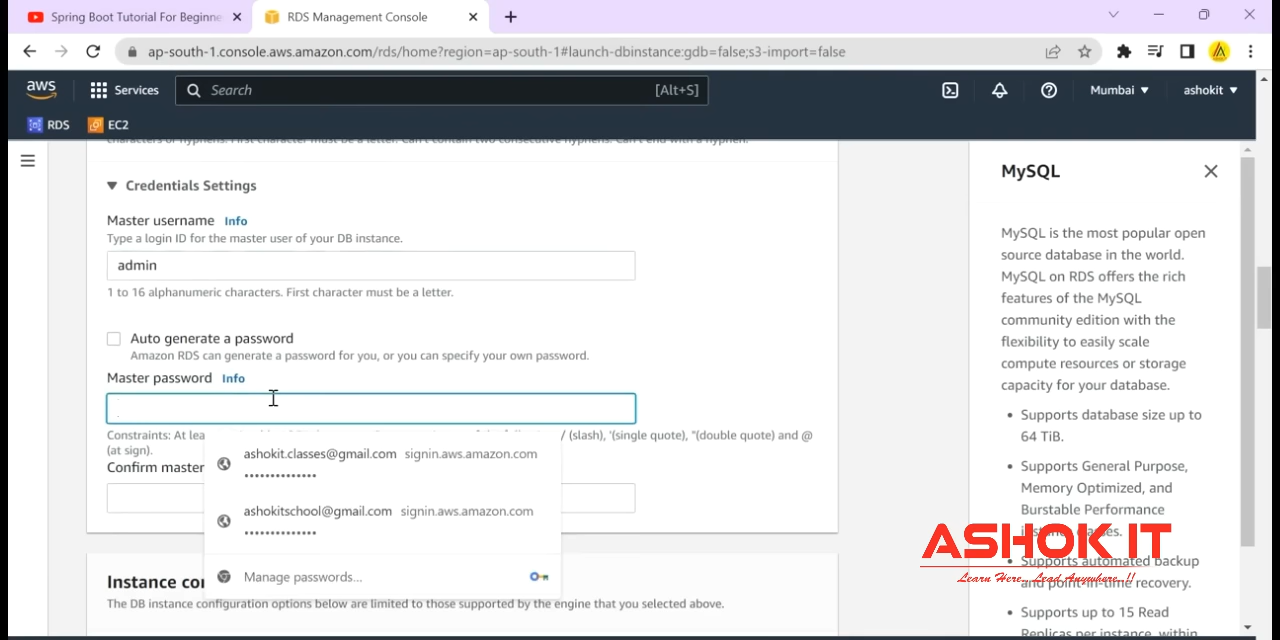 Spring Boot Tutorial For Beginne
RDS Management Console
ap-south-1.console.aws.amazon.com/rds/home?region=ap-south-1#launch-dbinstance:gdb=false;s3-import=false
aws
Services
Search
[Alt+S]
Mumbai
ashokit
RDS
EC2
characters or hyphens. First character must be a letter. Can't contain two consecutive hyphens. Can't end with a hyphen.
Credentials Settings
Master username Info
Type a login ID for the master user of your DB instance.
admin
1 to 16 alphanumeric characters. First character must be a letter.
Auto generate a password
Amazon RDS can generate a password for you, or you can specify your own password.
Master password Info
Constraints: At lea
/ (slash), '(single quote), "(double quote) and @
(at sign).
Confirm master
ashokit.classes@gmail.com signin.aws.amazon.com
••••••••••••••
ashokitschool@gmail.com signin.aws.amazon.com
••••••••••••••
Manage passwords...
Instance con
The DB instance configuration options below are limited to those supported by the engine that you selected above.
MySQL
MySQL is the most popular open
source database in the world.
MySQL on RDS offers the rich
features of the MySQL
community edition with the
flexibility to easily scale
compute resources or storage
capacity for your database.
• Supports database size up to
64 TiB.
• Supports General Purpose,
Memory Optimized, and
Burstable Performance
ASHOK IT
Learn Here...Lead Anywhere..!!
• Supports automated backup
and point-in-time recovery.
• Supports up to 15 Read
Replicas per instance, within